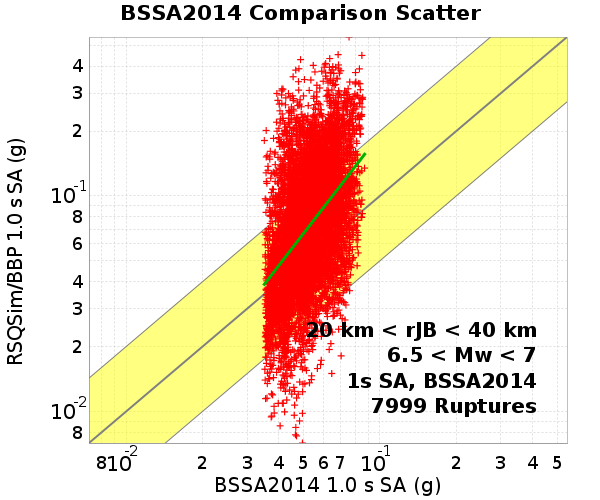 BSSA2014 Comparison Scatter
RSQSim/BBP 1.0 s SA (g)
4
3
2
10-1
8
6
4
3
2
10-2
8
20 km < rJB < 40 km
6.5 < Mw < 7
1s SA, BSSA2014
7999 Ruptures
8 10-2 2 3 4 5 6 7 10-1 2 3 4 5
BSSA2014 1.0 s SA (g)